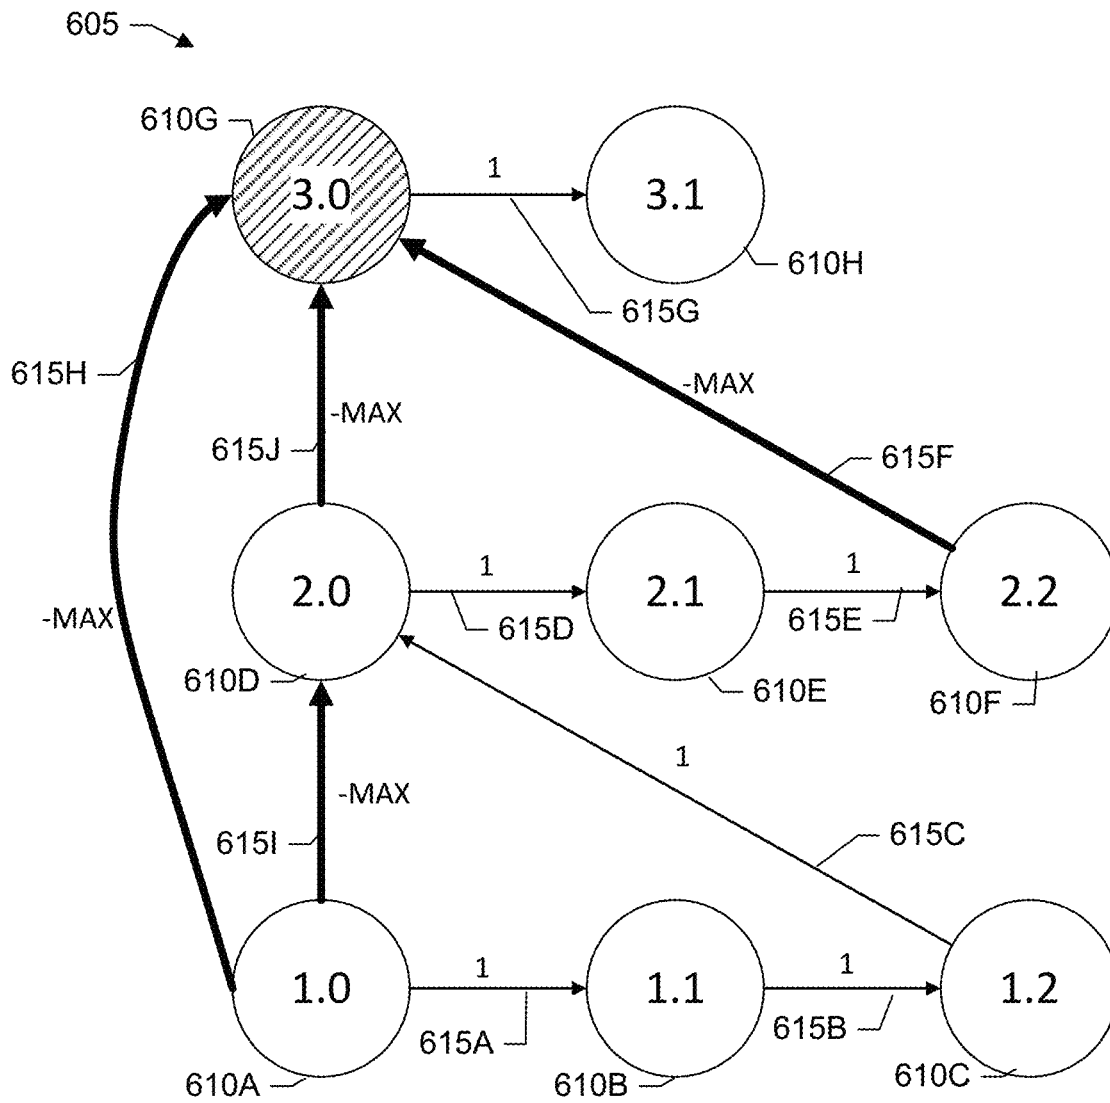 605
610G
3.0
1
3.1
610H
615G
615H
-MAX
-MAX
615J
615F
2.0
1
2.1
1
2.2
615D
615E
-MAX
610D
610E
610F
1
-MAX
615I
615C
1.0
1
1.1
1
1.2
615A
615B
610A
610B
610C